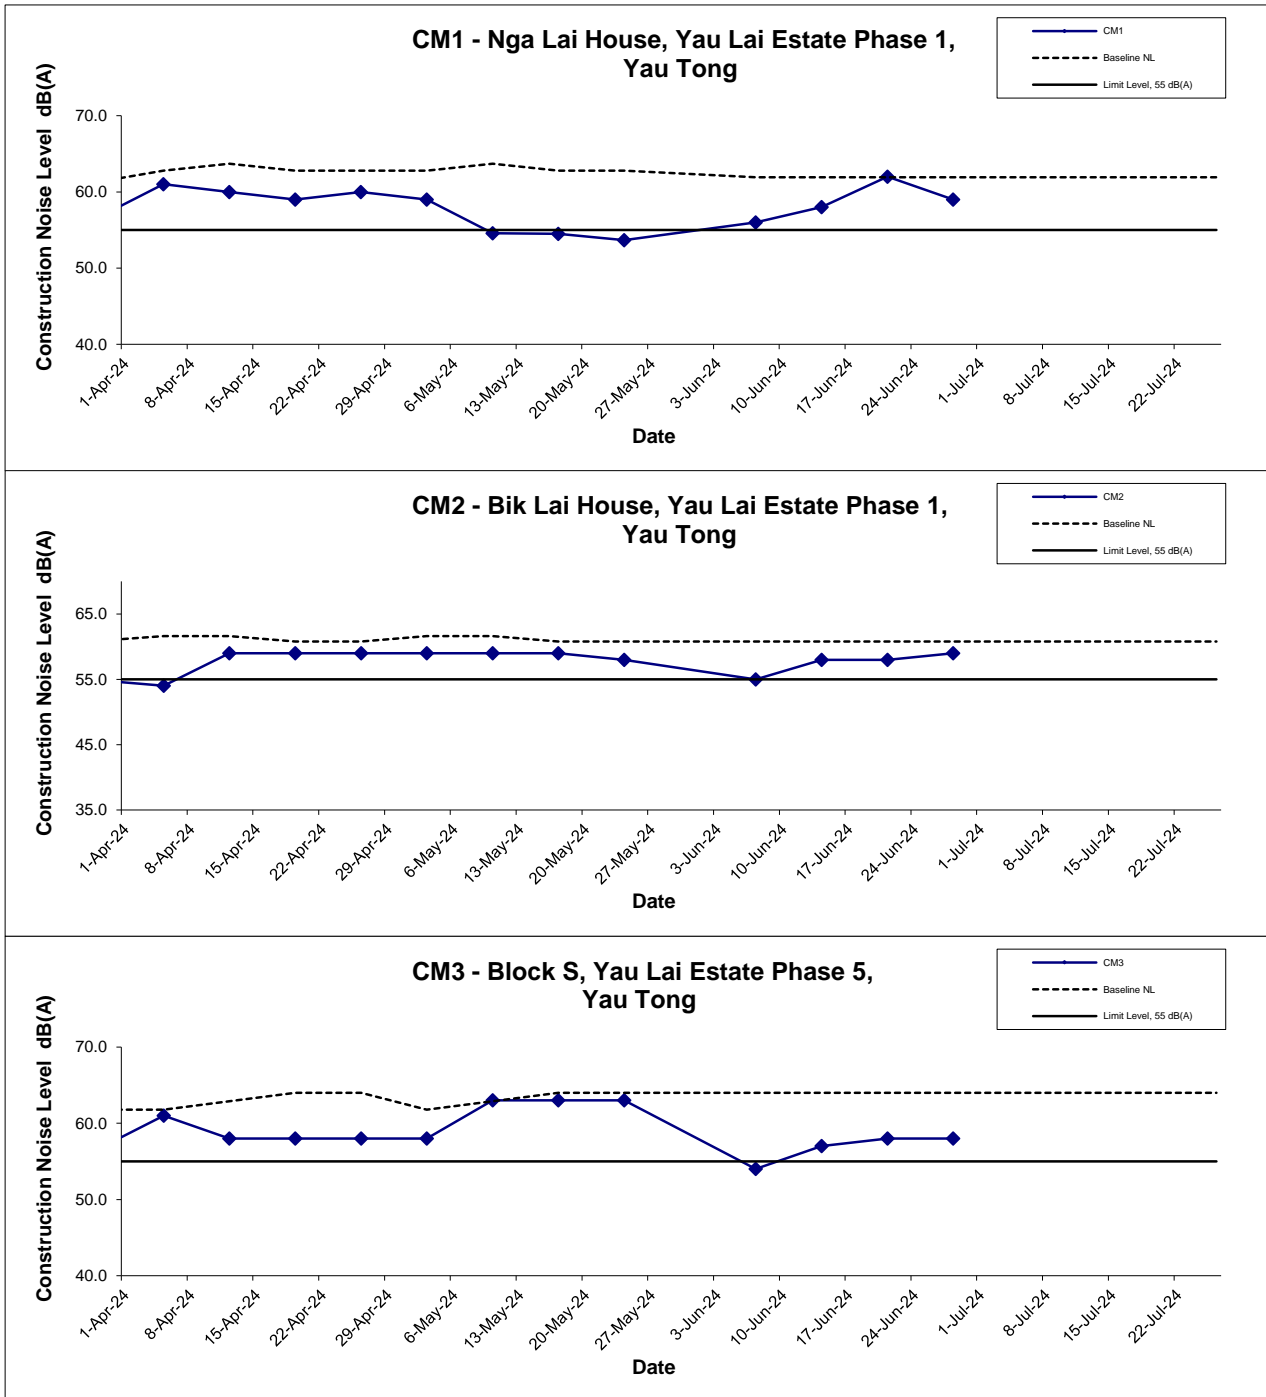 CM1 - Nga Lai House, Yau Lai Estate Phase 1,
Yau Tong
CM1
Baseline NL
Limit Level, 55 dB(A)
Construction Noise Level dB(A)
70.0
60.0
50.0
40.0
1-Apr-24
8-Apr-24
15-Apr-24
22-Apr-24
29-Apr-24
6-May-24
13-May-24
20-May-24
27-May-24
3-Jun-24
10-Jun-24
17-Jun-24
24-Jun-24
1-Jul-24
8-Jul-24
15-Jul-24
22-Jul-24
Date
CM2 - Bik Lai House, Yau Lai Estate Phase 1,
Yau Tong
CM2
Baseline NL
Limit Level, 55 dB(A)
Construction Noise Level dB(A)
65.0
55.0
45.0
35.0
1-Apr-24
8-Apr-24
15-Apr-24
22-Apr-24
29-Apr-24
6-May-24
13-May-24
20-May-24
27-May-24
3-Jun-24
10-Jun-24
17-Jun-24
24-Jun-24
1-Jul-24
8-Jul-24
15-Jul-24
22-Jul-24
Date
CM3 - Block S, Yau Lai Estate Phase 5,
Yau Tong
CM3
Baseline NL
Limit Level, 55 dB(A)
Construction Noise Level dB(A)
70.0
60.0
50.0
40.0
1-Apr-24
8-Apr-24
15-Apr-24
22-Apr-24
29-Apr-24
6-May-24
13-May-24
20-May-24
27-May-24
3-Jun-24
10-Jun-24
17-Jun-24
24-Jun-24
1-Jul-24
8-Jul-24
15-Jul-24
22-Jul-24
Date